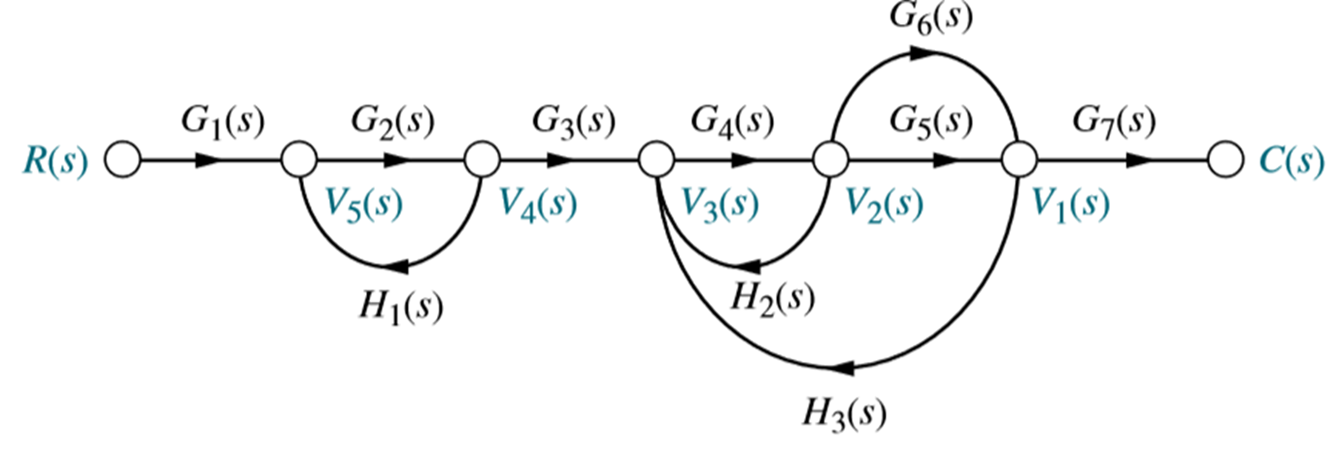 G₆(s)
G₁(s) G₂(s) G₃(s) G₄(s) G₅(s) G₇(s)
R(s) C(s)
V₅(s) V₄(s) V₃(s) V₂(s) V₁(s)
H₁(s) H₂(s)
H₃(s)